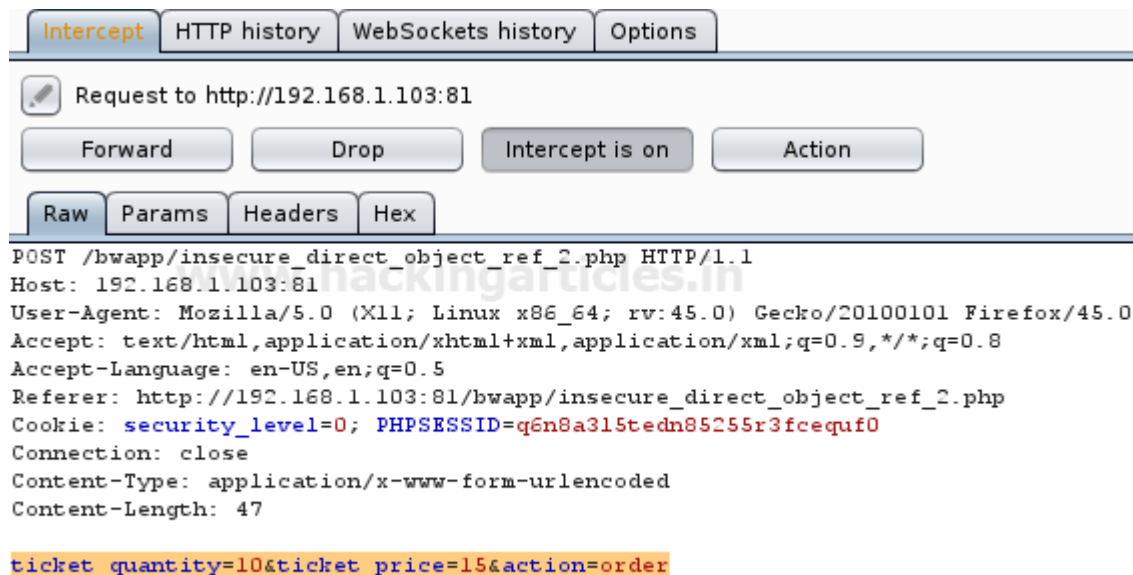 Intercept HTTP history WebSockets history Options
Request to http://192.168.1.103:81
Forward Drop Intercept is on Action
Raw Params Headers Hex
POST /bwapp/insecure_direct_object_ref_2.php HTTP/1.1
www.hackingarticles.in
Host: 192.168.1.103:81
User-Agent: Mozilla/5.0 (X11; Linux x86_64; rv:45.0) Gecko/20100101 Firefox/45.0
Accept: text/html,application/xhtml+xml,application/xml;q=0.9,*/*;q=0.8
Accept-Language: en-US,en;q=0.5
Referer: http://192.168.1.103:81/bwapp/insecure_direct_object_ref_2.php
Cookie: security_level=0; PHPSESSID=q6n8a3l5tedn85255r3fcequf0
Connection: close
Content-Type: application/x-www-form-urlencoded
Content-Length: 47
ticket_quantity=10&ticket_price=15&action=order